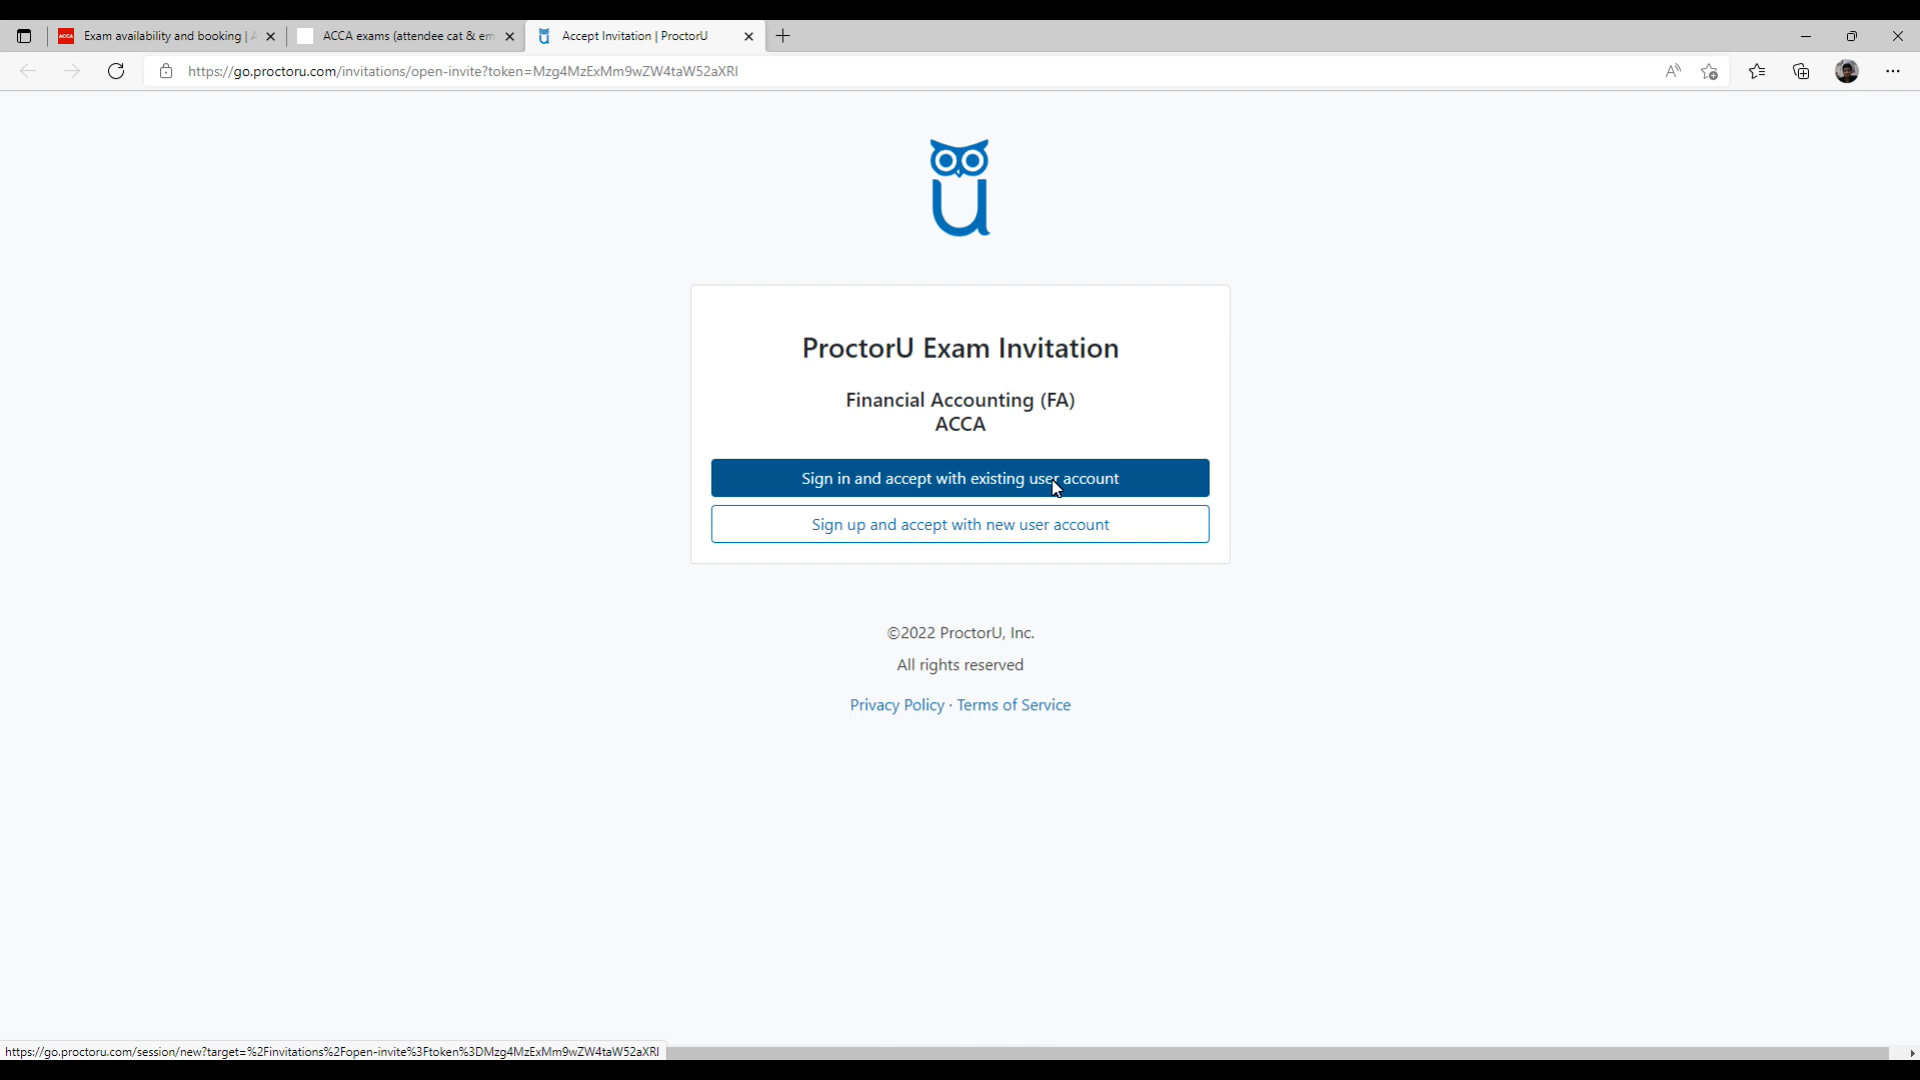 Exam availability and booking |
ACCA exams (attendee cat & em
Accept Invitation | ProctorU
https://go.proctoru.com/invitations/open-invite?token=Mzg4MzExMm9wZW4taW52aXRl
ProctorU Exam Invitation
Financial Accounting (FA)
ACCA
Sign in and accept with existing user account
Sign up and accept with new user account
©2022 ProctorU, Inc.
All rights reserved
Privacy Policy · Terms of Service
https://go.proctoru.com/session/new?target=%2Finvitations%2Fopen-invite%3Ftoken%3DMzg4MzExMm9wZW4taW52aXRl